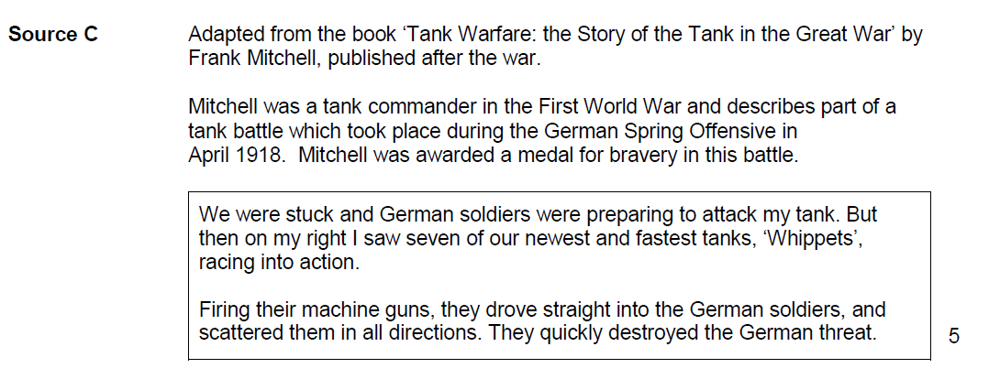 Source C
Adapted from the book ‘Tank Warfare: the Story of the Tank in the Great War’ by
Frank Mitchell, published after the war.
Mitchell was a tank commander in the First World War and describes part of a
tank battle which took place during the German Spring Offensive in
April 1918.  Mitchell was awarded a medal for bravery in this battle.
We were stuck and German soldiers were preparing to attack my tank. But
then on my right I saw seven of our newest and fastest tanks, ‘Whippets’,
racing into action.
Firing their machine guns, they drove straight into the German soldiers, and
scattered them in all directions. They quickly destroyed the German threat.
5